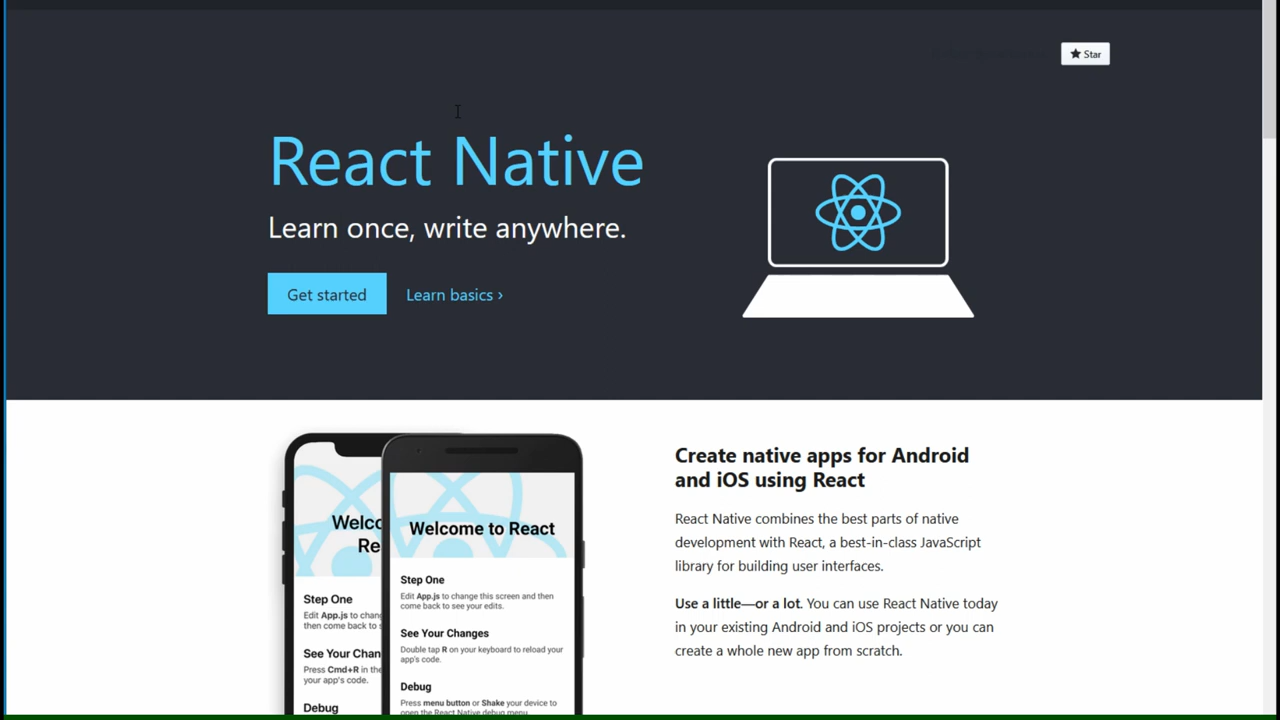 Star
React Native
Learn once, write anywhere.
Get started
Learn basics ›
Create native apps for Android
and iOS using React
React Native combines the best parts of native
development with React, a best-in-class JavaScript
library for building user interfaces.
Use a little—or a lot. You can use React Native today
in your existing Android and iOS projects or you can
create a whole new app from scratch.
Welco
Re
Step One
Edit App.js to chang
then come back to s
See Your Chan
Press Cmd+R in the
your app's code.
Debug
Welcome to React
Step One
Edit App.js to change this screen and then
come back to see your edits.
See Your Changes
Double tap R on your keyboard to reload your
app's code.
Debug
Press menu button or Shake your device to
open the React Native debug menu.